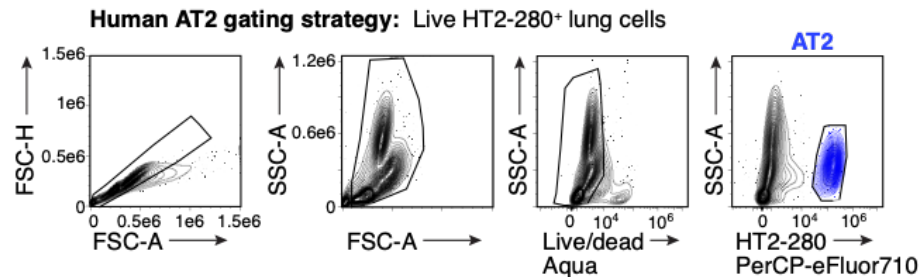 Human AT2 gating strategy: Live HT2-280⁺ lung cells
AT2
1.5e6
1e6
0.5e6
0
FSC-H
0 0.5e6 1e6 1.5e6
FSC-A
1.2e6
0.6e6
0
SSC-A
FSC-A
SSC-A
0 10⁴ 10⁶
Live/dead
Aqua
SSC-A
0 10⁴ 10⁶
HT2-280
PerCP-eFluor710